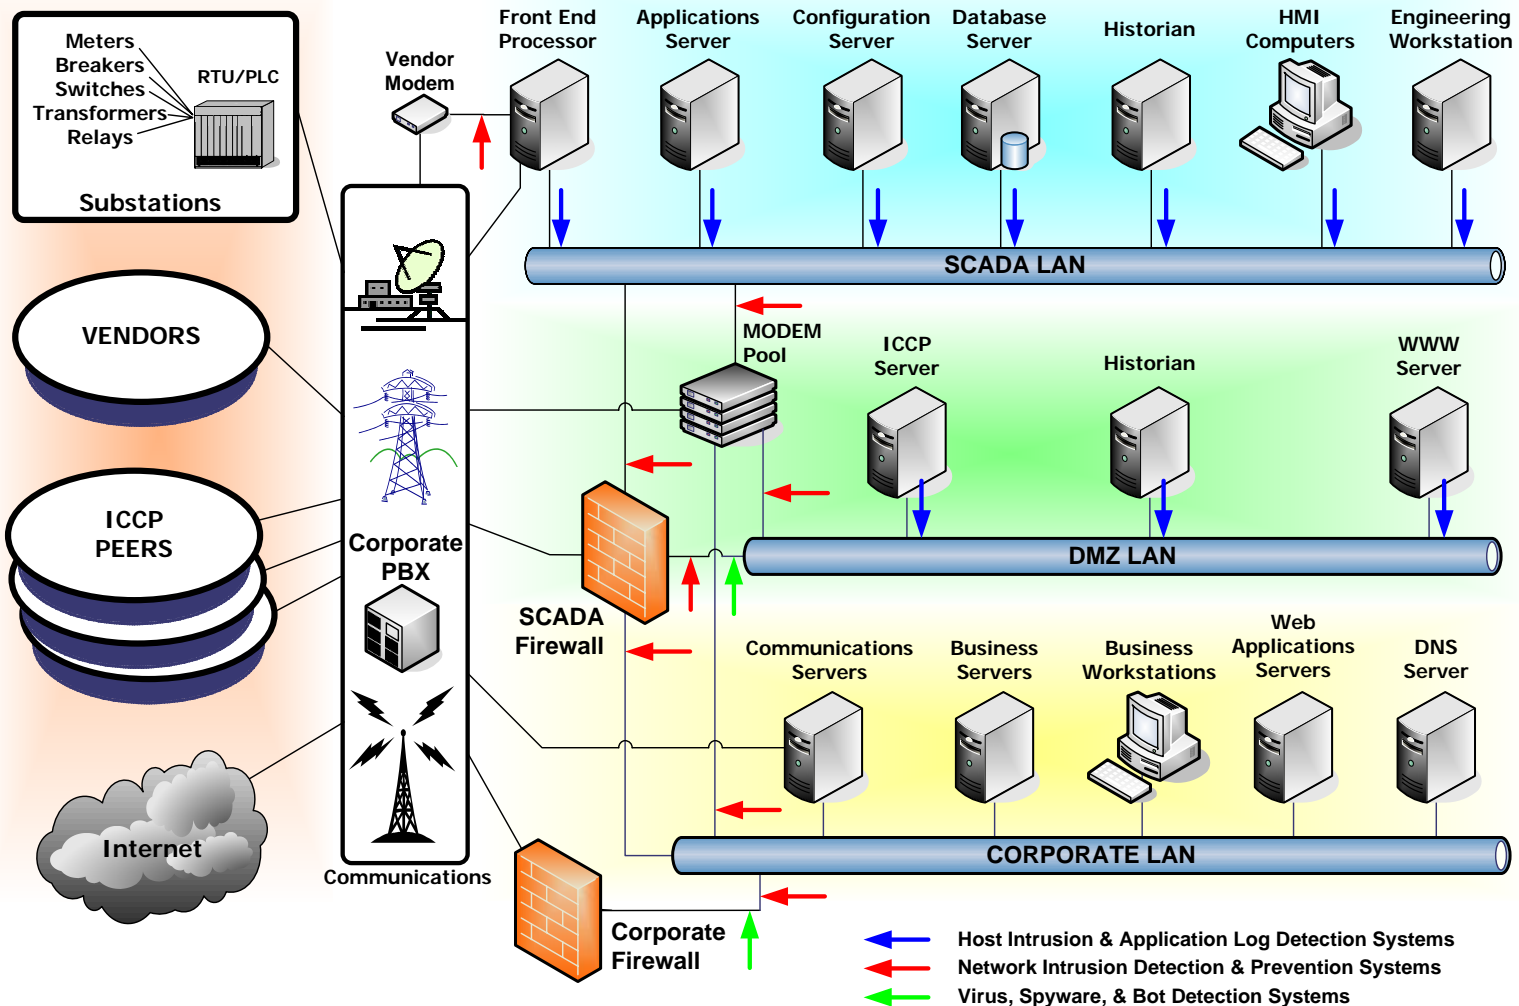 Meters
Breakers
Switches
Transformers
Relays
RTU/PLC
Substations
Vendor
Modem
Front End
Processor
Applications
Server
Configuration
Server
Database
Server
Historian
HMI
Computers
Engineering
Workstation
SCADA LAN
VENDORS
MODEM
Pool
ICCP
Server
Historian
WWW
Server
ICCP
PEERS
Corporate
PBX
DMZ LAN
SCADA
Firewall
Communications
Servers
Business
Servers
Business
Workstations
Web
Applications
Servers
DNS
Server
Internet
Communications
CORPORATE LAN
Corporate
Firewall
Host Intrusion & Application Log Detection Systems
Network Intrusion Detection & Prevention Systems
Virus, Spyware, & Bot Detection Systems